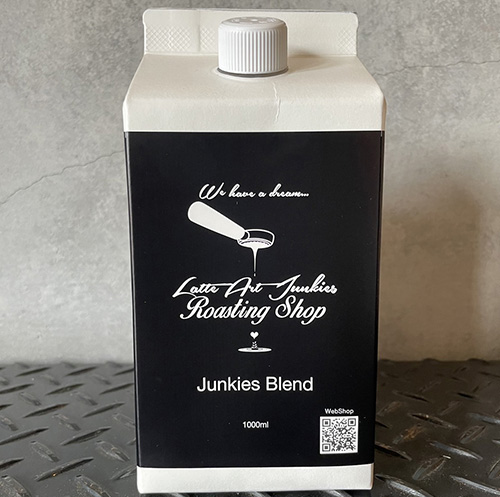 We have a dream...
Latte Art Junkies
Roasting Shop
Junkies Blend
1000ml
WebShop